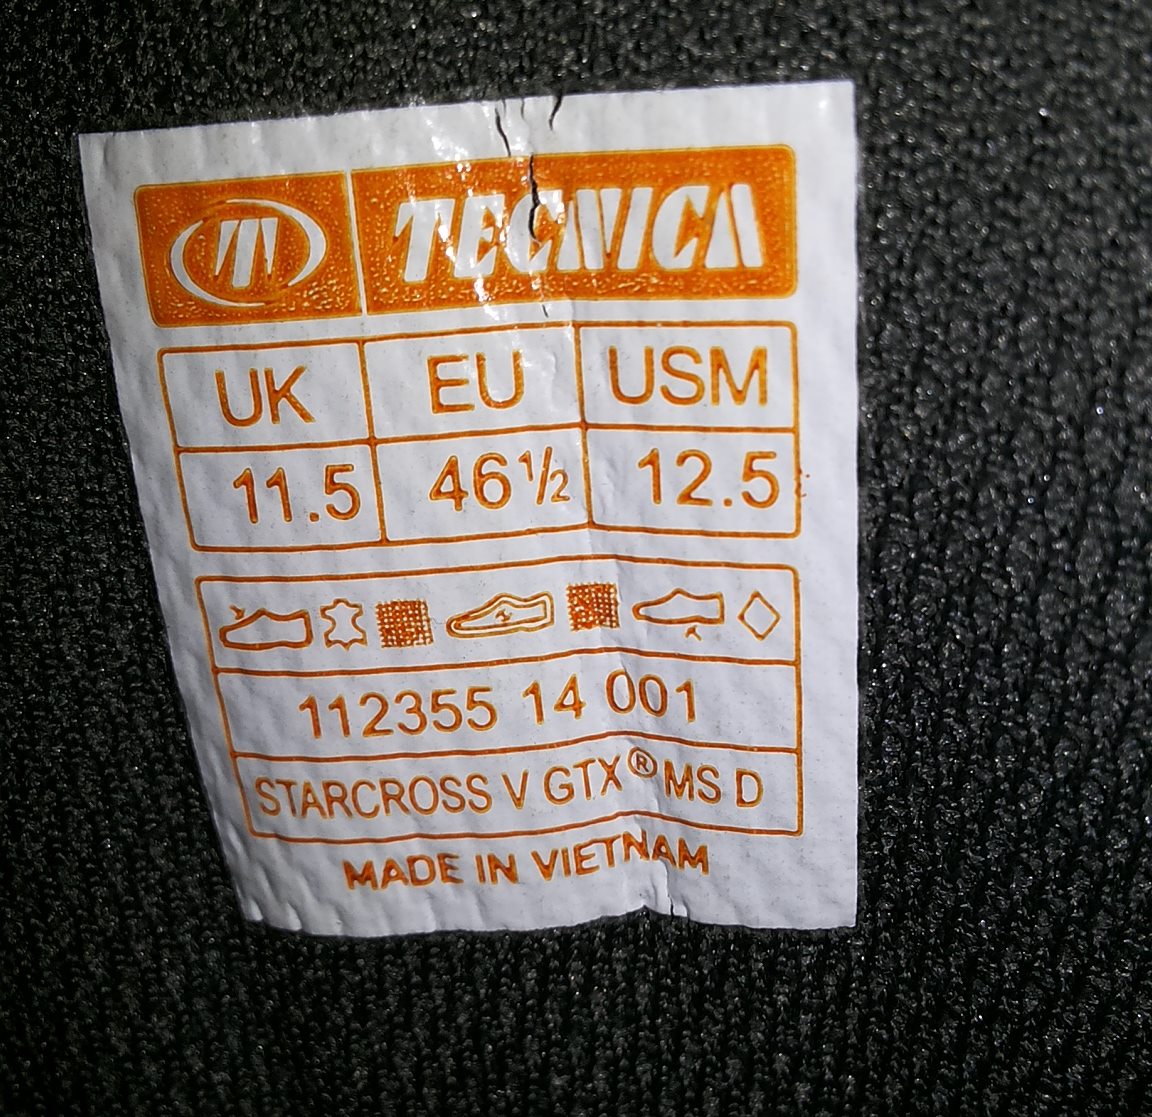 TECNICA
UK EU USM
11.5 46½ 12.5
112355 14 001
STARCROSS V GTX® MS D
MADE IN VIETNAM